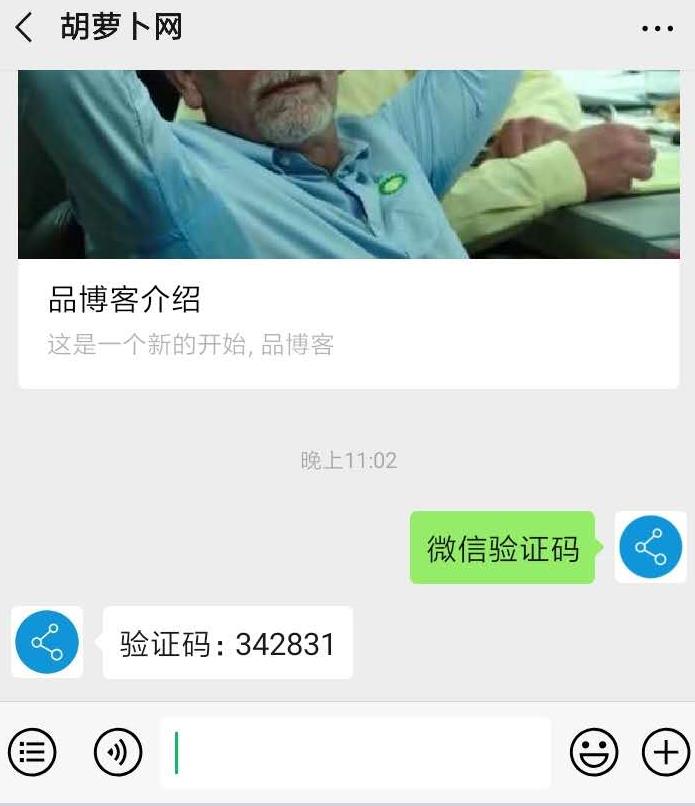 胡萝卜网
品博客介绍
这是一个新的开始, 品博客
晚上11:02
微信验证码
验证码：342831